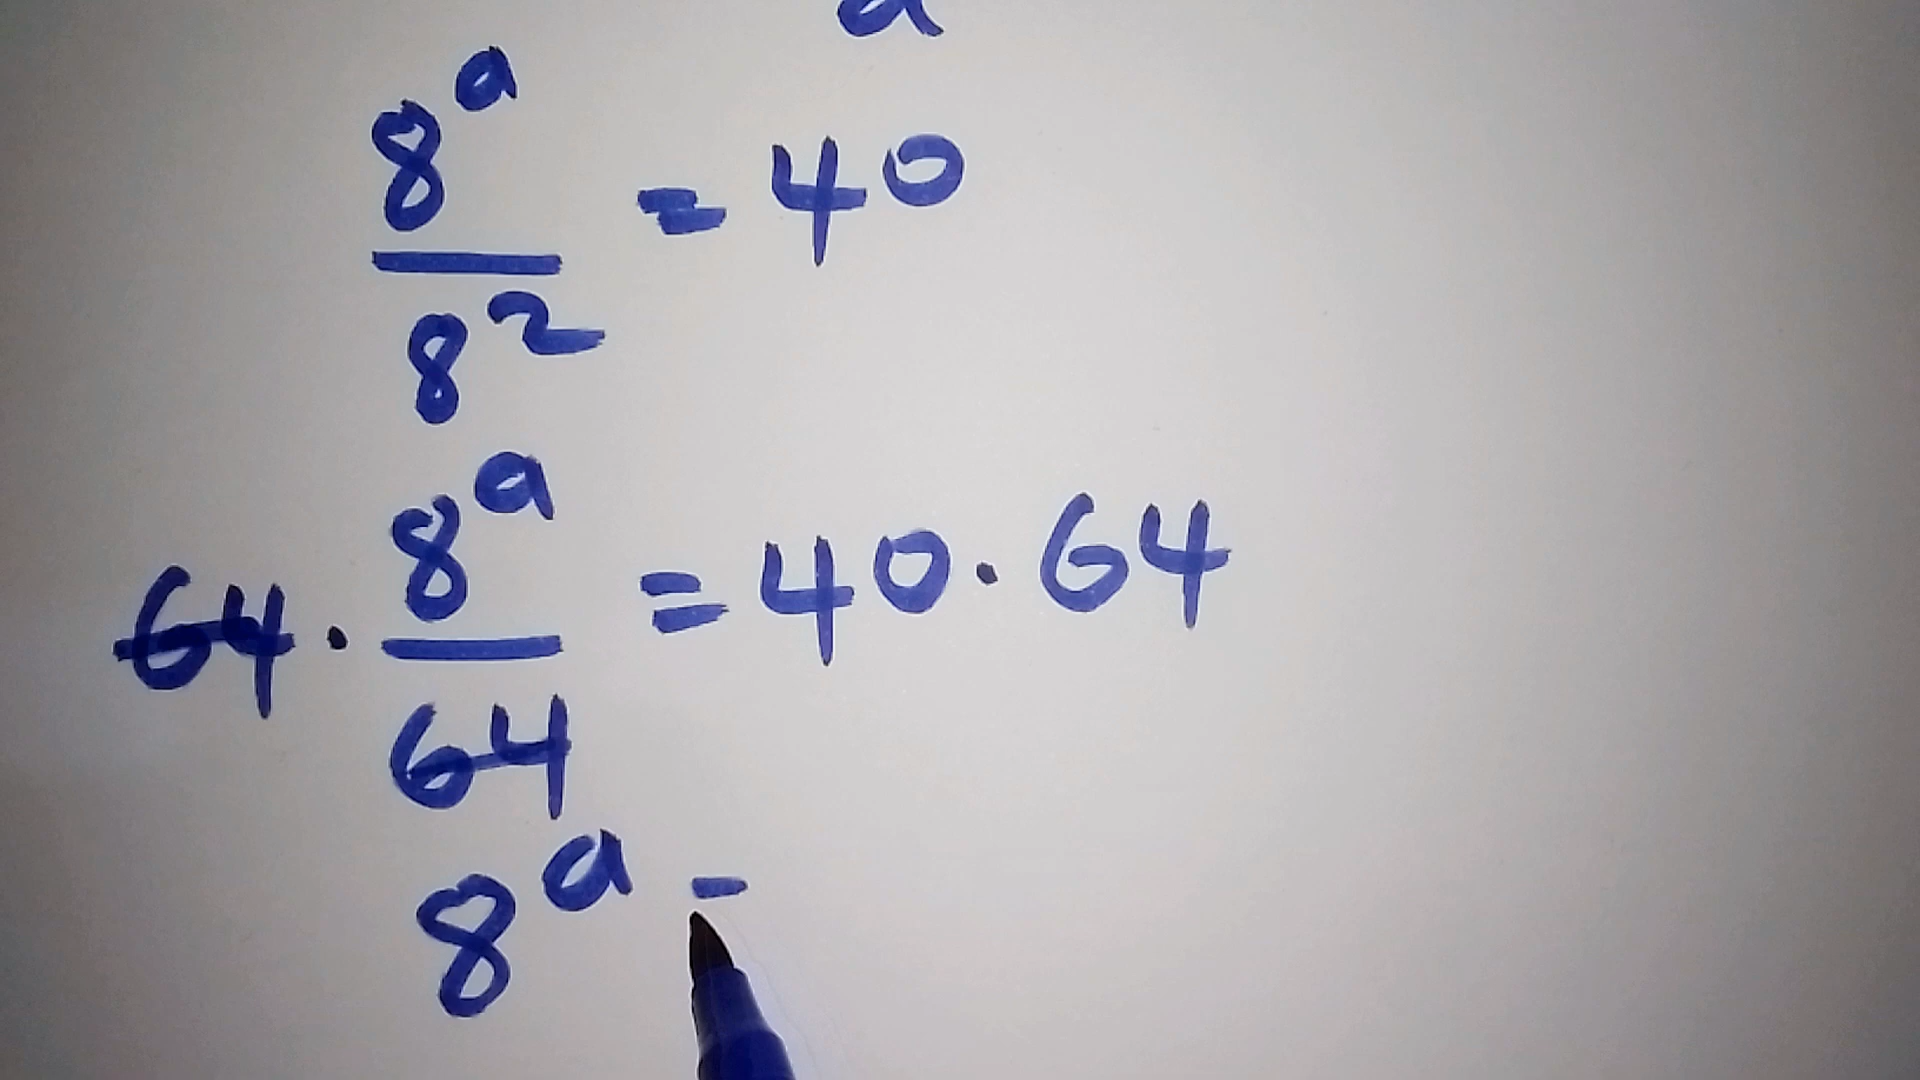 a
8^a
— = 40
8^2
64 · 8^a
— = 40 · 64
64
8^a -